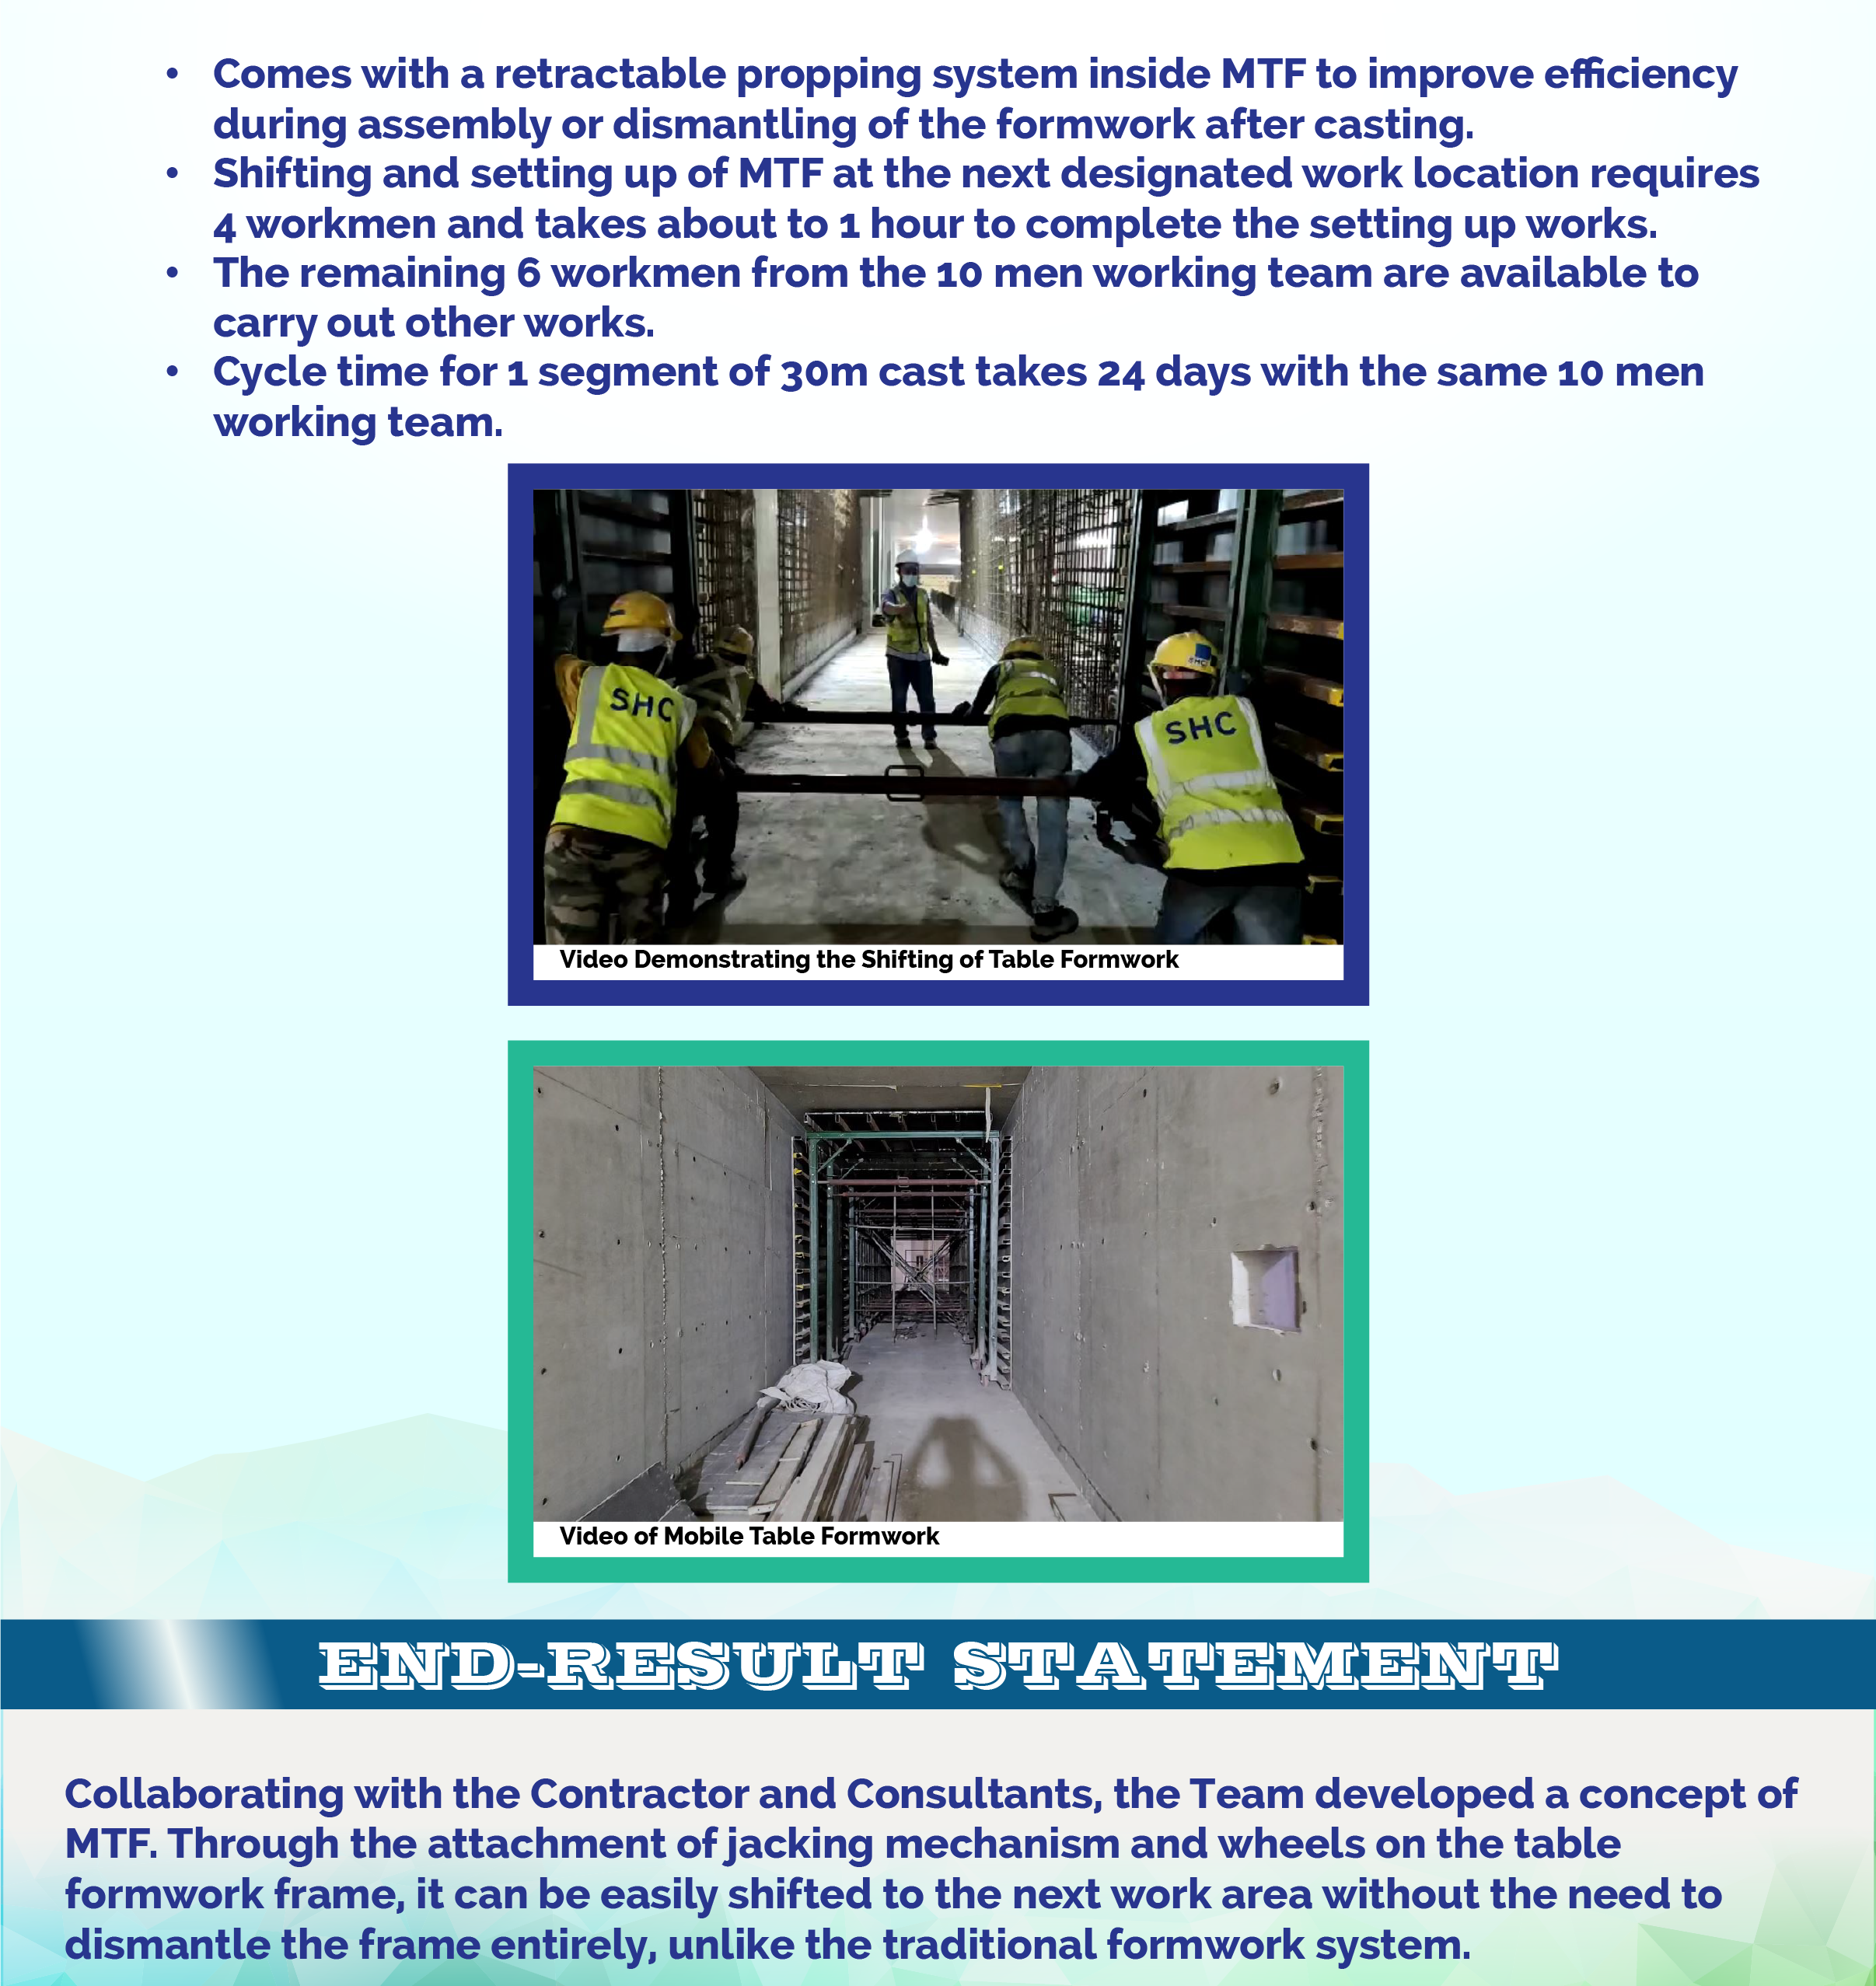 • Comes with a retractable propping system inside MTF to improve efficiency
during assembly or dismantling of the formwork after casting.
• Shifting and setting up of MTF at the next designated work location requires
4 workmen and takes about to 1 hour to complete the setting up works.
• The remaining 6 workmen from the 10 men working team are available to
carry out other works.
• Cycle time for 1 segment of 30m cast takes 24 days with the same 10 men
working team.
SHC
SHC
SHC
Video Demonstrating the Shifting of Table Formwork
Video of Mobile Table Formwork
END-RESULT STATEMENT
Collaborating with the Contractor and Consultants, the Team developed a concept of
MTF. Through the attachment of jacking mechanism and wheels on the table
formwork frame, it can be easily shifted to the next work area without the need to
dismantle the frame entirely, unlike the traditional formwork system.